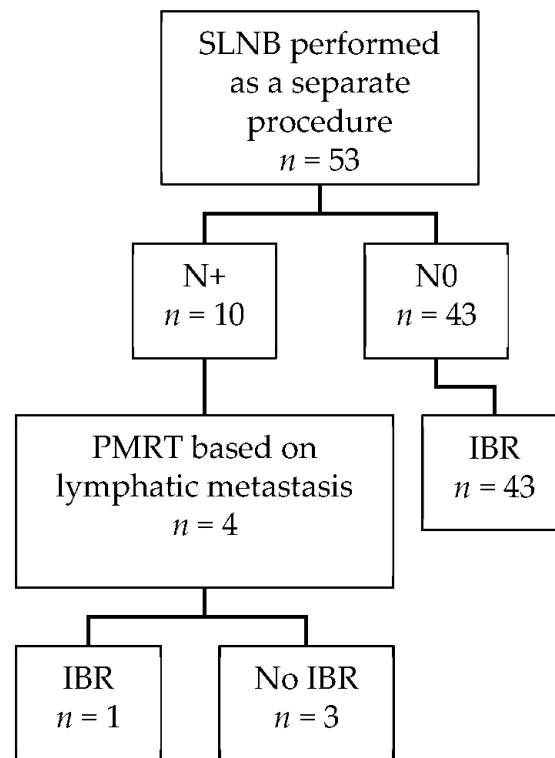 SLNB performed
as a separate
procedure
n = 53
N+
n = 10
N0
n = 43
PMRT based on
lymphatic metastasis
n = 4
IBR
n = 43
IBR
n = 1
No IBR
n = 3